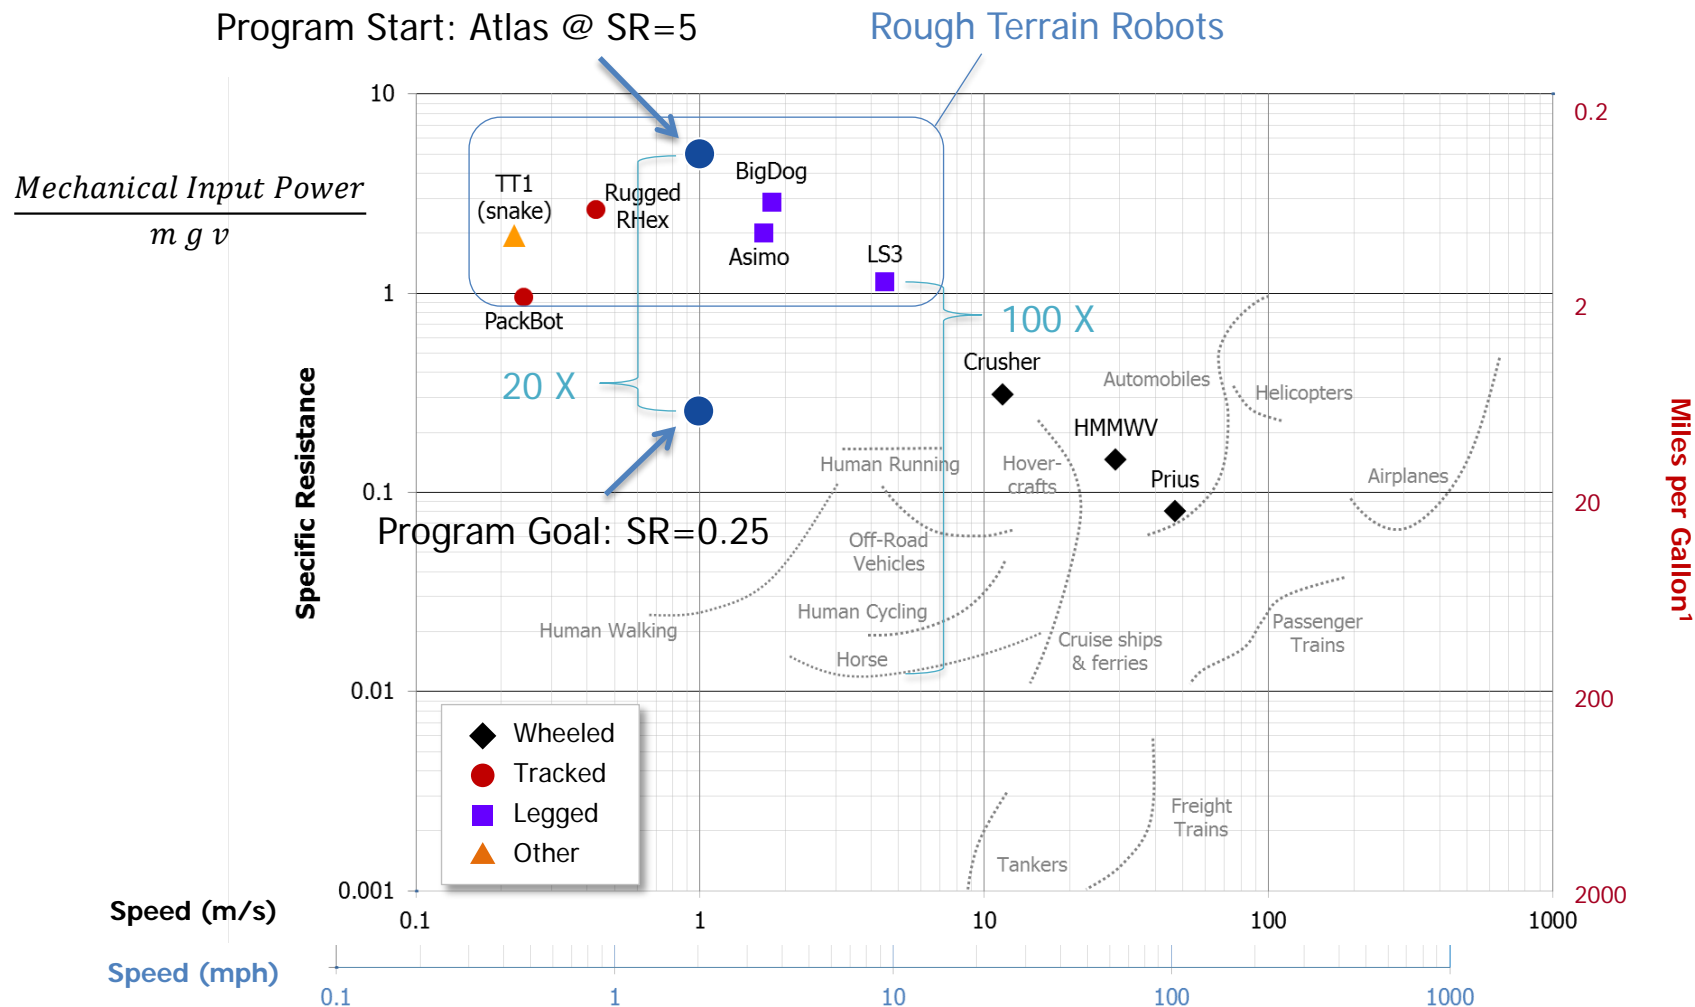 Program Start: Atlas @ SR=5
Rough Terrain Robots
10
0.2
Mechanical Input Power
m g v
TT1
(snake)
Rugged
RHex
BigDog
Asimo
LS3
1
2
PackBot
100 X
20 X
Crusher
Automobiles
Helicopters
HMMWV
Human Running
Hover-
crafts
Prius
Airplanes
Specific Resistance
Miles per Gallon¹
0.1
20
Program Goal: SR=0.25
Off-Road
Vehicles
Human Cycling
Human Walking
Horse
Cruise ships
& ferries
Passenger
Trains
0.01
200
Wheeled
Tracked
Legged
Other
Freight
Trains
Tankers
0.001
2000
Speed (m/s)
0.1
1
10
100
1000
Speed (mph)
0.1
1
10
100
1000